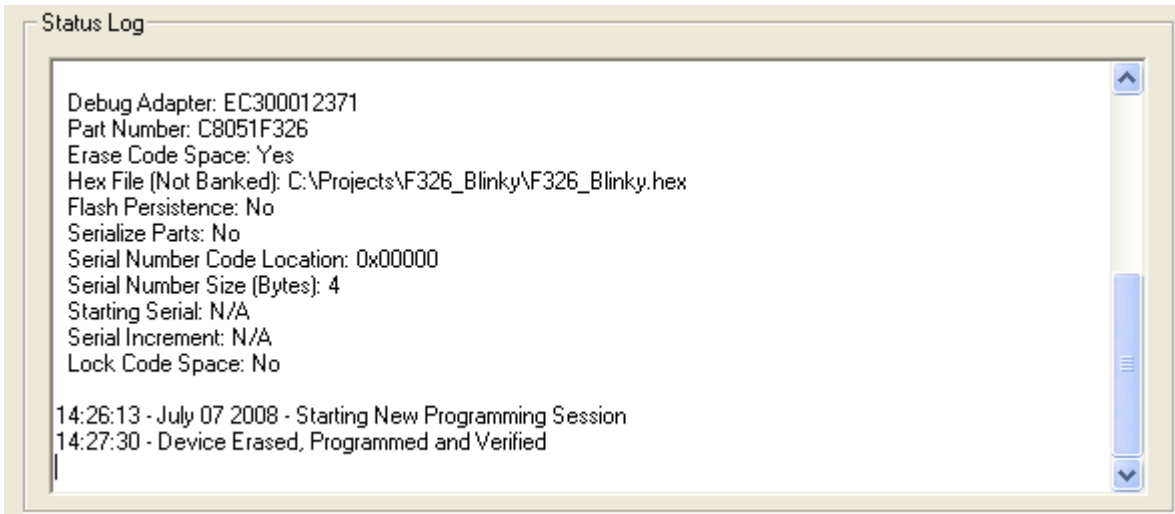 Status Log
Debug Adapter: EC300012371
Part Number: C8051F326
Erase Code Space: Yes
Hex File (Not Banked): C:\Projects\F326_Blinky\F326_Blinky.hex
Flash Persistence: No
Serialize Parts: No
Serial Number Code Location: 0x00000
Serial Number Size (Bytes): 4
Starting Serial: N/A
Serial Increment: N/A
Lock Code Space: No
14:26:13 - July 07 2008 - Starting New Programming Session
14:27:30 - Device Erased, Programmed and Verified